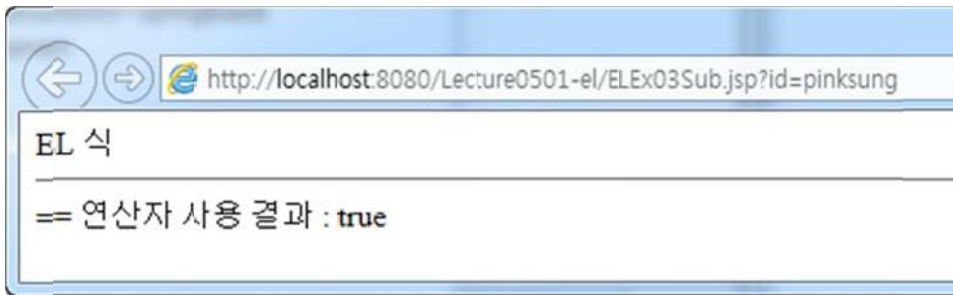 http://localhost:8080/Lecture0501-el/ELEx03Sub.jsp?id=pinksung
EL 식
== 연산자 사용 결과 : true